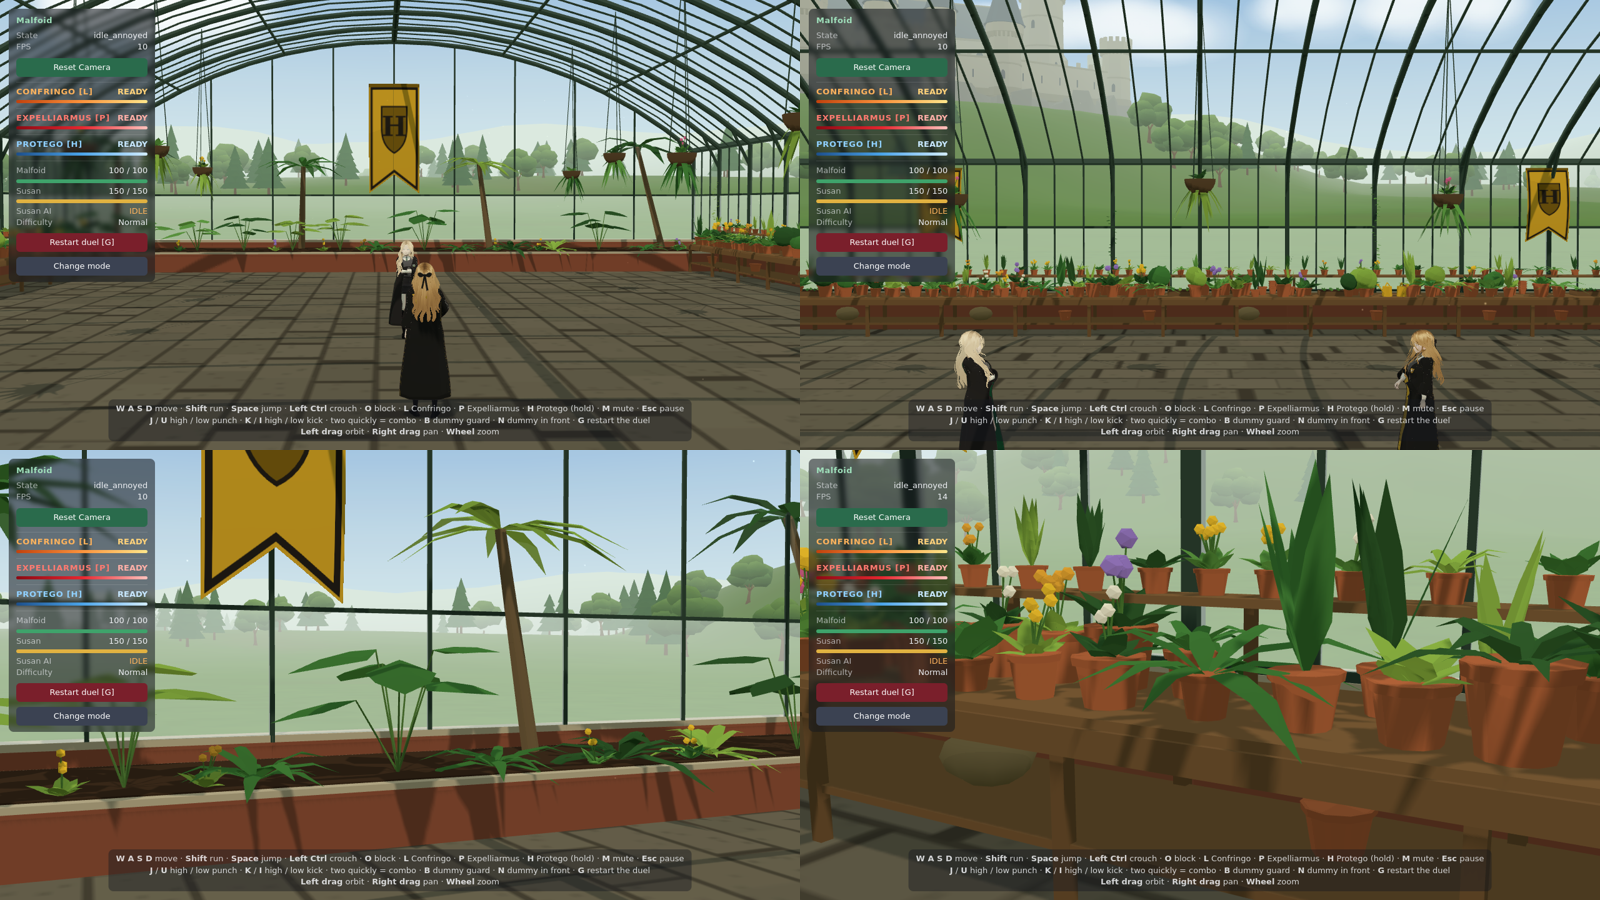 Malfoid
State idle_annoyed
FPS 10
Reset Camera
CONFRINGO [L] READY
EXPELLIARMUS [P] READY
PROTEGO [H] READY
Malfoid 100 / 100
Susan 150 / 150
Susan AI IDLE
Difficulty Normal
Restart duel [G]
Change mode
H
W A S D move · Shift run · Space jump · Left Ctrl crouch · O block · L Confringo · P Expelliarmus · H Protego (hold) · M mute · Esc pause
J / U high / low punch · K / I high / low kick · two quickly = combo · B dummy guard · N dummy in front · G restart the duel
Left drag orbit · Right drag pan · Wheel zoom
Malfoid
State idle_annoyed
FPS 10
Reset Camera
CONFRINGO [L] READY
EXPELLIARMUS [P] READY
PROTEGO [H] READY
Malfoid 100 / 100
Susan 150 / 150
Susan AI IDLE
Difficulty Normal
Restart duel [G]
Change mode
H
W A S D move · Shift run · Space jump · Left Ctrl crouch · O block · L Confringo · P Expelliarmus · H Protego (hold) · M mute · Esc pause
J / U high / low punch · K / I high / low kick · two quickly = combo · B dummy guard · N dummy in front · G restart the duel
Left drag orbit · Right drag pan · Wheel zoom
Malfoid
State idle_annoyed
FPS 10
Reset Camera
CONFRINGO [L] READY
EXPELLIARMUS [P] READY
PROTEGO [H] READY
Malfoid 100 / 100
Susan 150 / 150
Susan AI IDLE
Difficulty Normal
Restart duel [G]
Change mode
W A S D move · Shift run · Space jump · Left Ctrl crouch · O block · L Confringo · P Expelliarmus · H Protego (hold) · M mute · Esc pause
J / U high / low punch · K / I high / low kick · two quickly = combo · B dummy guard · N dummy in front · G restart the duel
Left drag orbit · Right drag pan · Wheel zoom
Malfoid
State idle_annoyed
FPS 14
Reset Camera
CONFRINGO [L] READY
EXPELLIARMUS [P] READY
PROTEGO [H] READY
Malfoid 100 / 100
Susan 150 / 150
Susan AI IDLE
Difficulty Normal
Restart duel [G]
Change mode
W A S D move · Shift run · Space jump · Left Ctrl crouch · O block · L Confringo · P Expelliarmus · H Protego (hold) · M mute · Esc pause
J / U high / low punch · K / I high / low kick · two quickly = combo · B dummy guard · N dummy in front · G restart the duel
Left drag orbit · Right drag pan · Wheel zoom